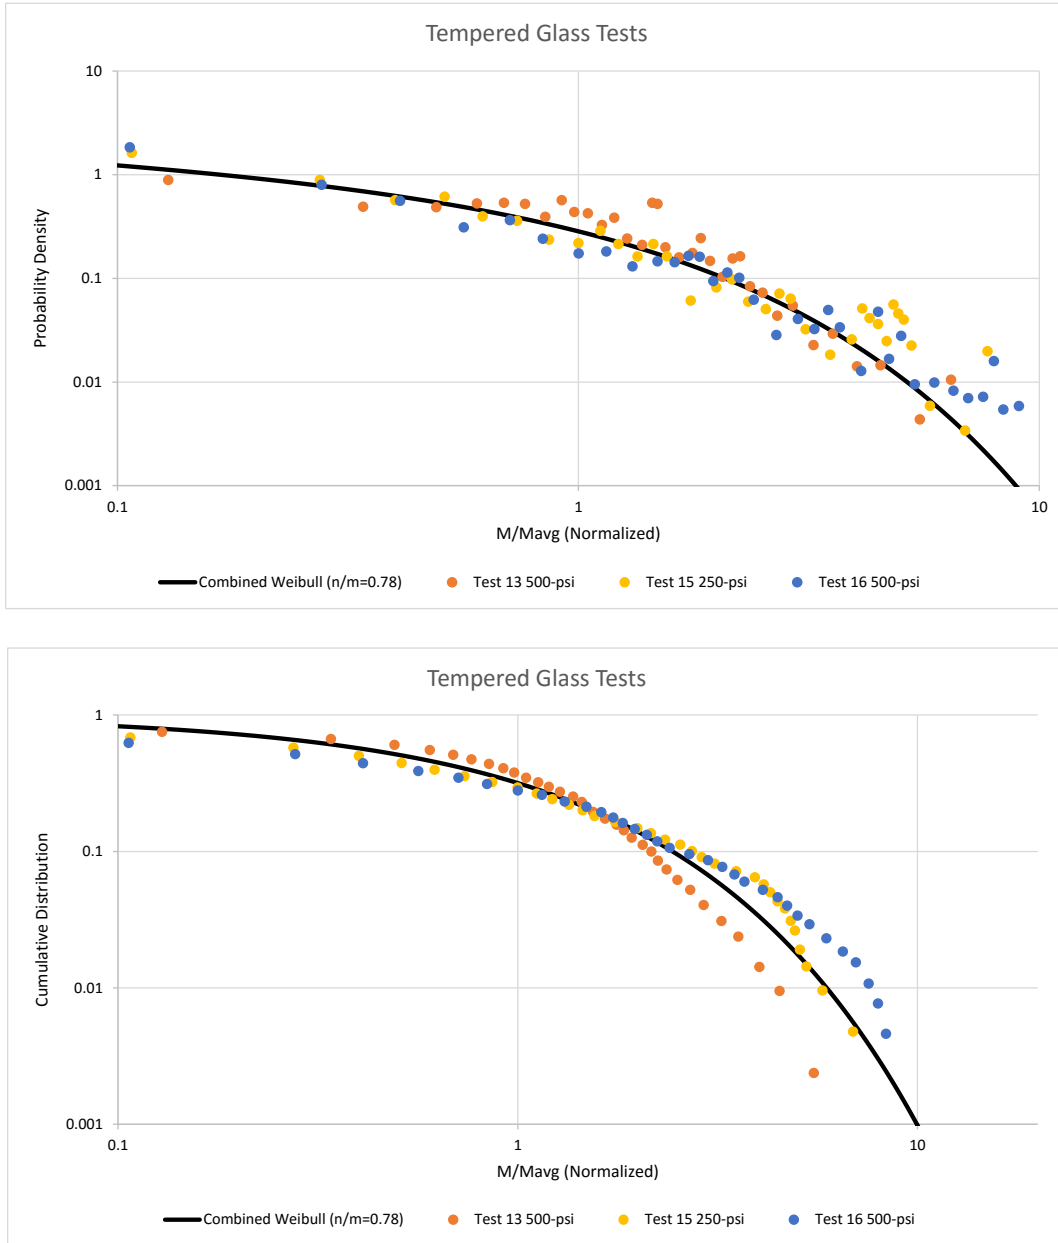 Tempered Glass Tests
10
1
0.1
0.01
0.001
Probability Density
0.1 1 10
M/Mavg (Normalized)
Combined Weibull (n/m=0.78) Test 13 500-psi Test 15 250-psi Test 16 500-psi
Tempered Glass Tests
1
0.1
0.01
0.001
Cumulative Distribution
0.1 1 10
M/Mavg (Normalized)
Combined Weibull (n/m=0.78) Test 13 500-psi Test 15 250-psi Test 16 500-psi